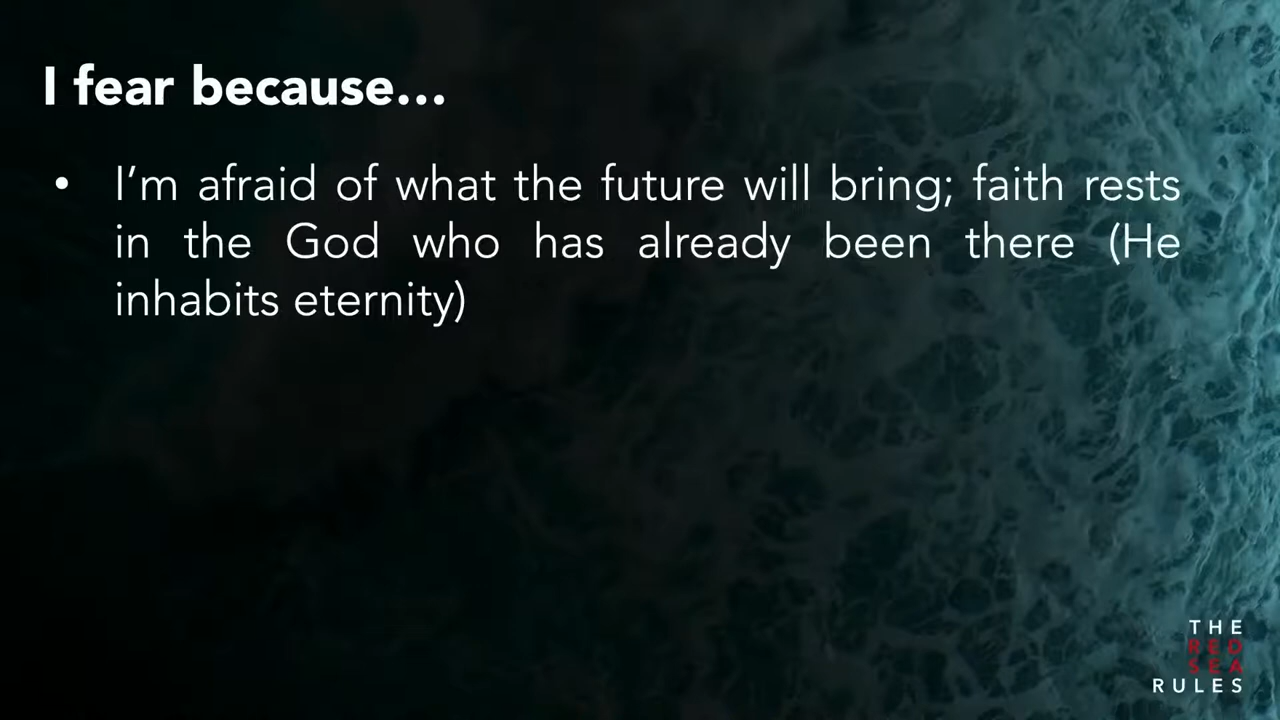 I fear because...
• I’m afraid of what the future will bring; faith rests
in the God who has already been there (He
inhabits eternity)
THE
RED
SEA
RULES